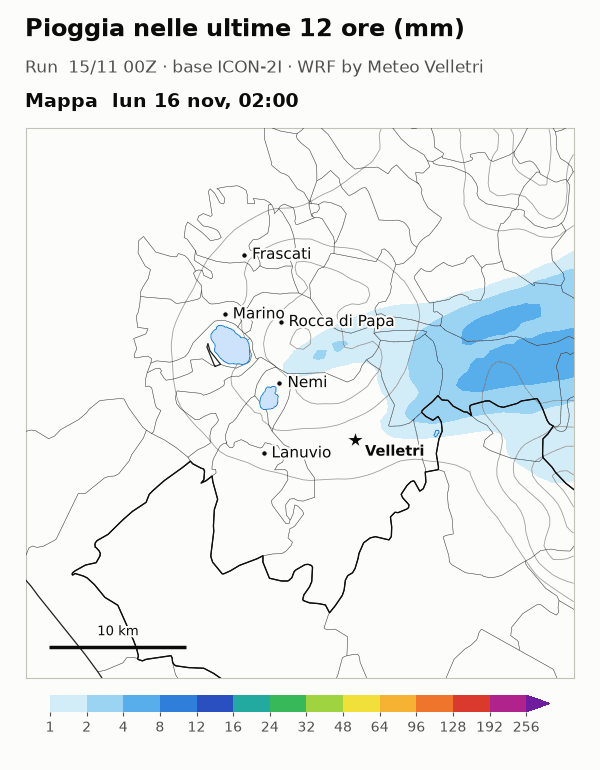 Pioggia nelle ultime 12 ore (mm)
Run  15/11 00Z · base ICON-2I · WRF by Meteo Velletri
Mappa  lun 16 nov, 02:00
Frascati
Marino
Rocca di Papa
Nemi
Velletri
Lanuvio
10 km
1 2 4 8 12 16 24 32 48 64 96 128 192 256